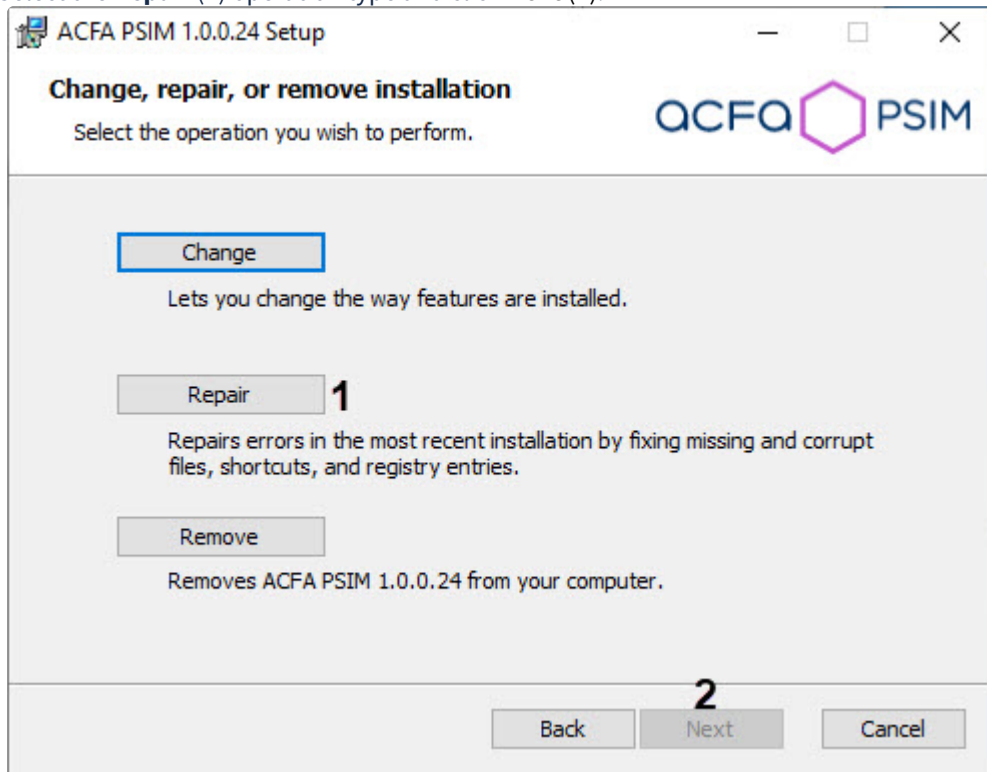 ACFA PSIM 1.0.0.24 Setup
Change, repair, or remove installation
Select the operation you wish to perform.
ACFA PSIM
Change
Lets you change the way features are installed.
Repair 1
Repairs errors in the most recent installation by fixing missing and corrupt
files, shortcuts, and registry entries.
Remove
Removes ACFA PSIM 1.0.0.24 from your computer.
2
Back Next Cancel